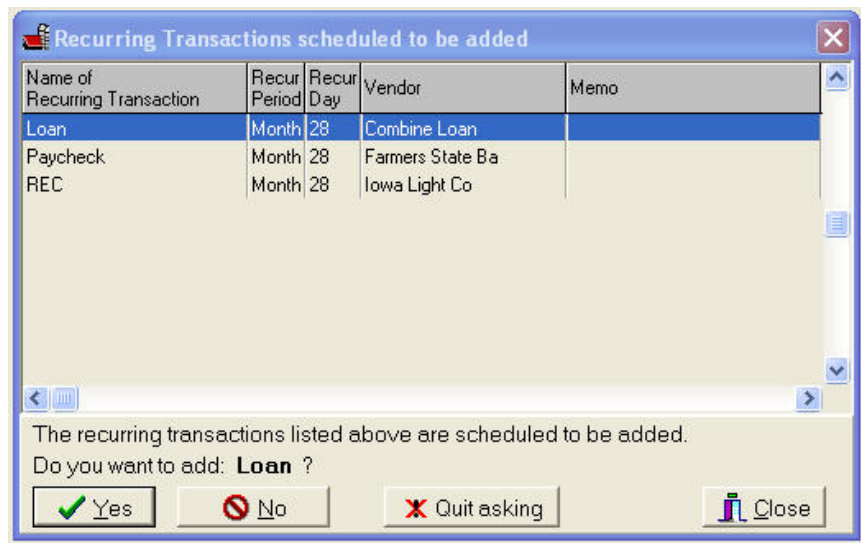 Recurring Transactions scheduled to be added
Name of Recurring Transaction Recur Period Recur Day Vendor Memo
Loan Month 28 Combine Loan
Paycheck Month 28 Farmers State Ba
REC Month 28 Iowa Light Co
The recurring transactions listed above are scheduled to be added.
Do you want to add: Loan ?
Yes No Quit asking Close